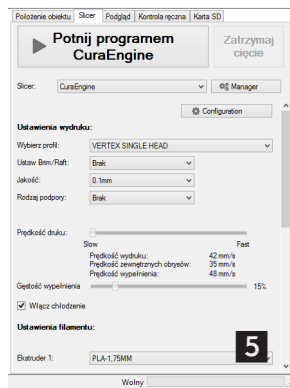 Położenie obiektu Slicer Podgląd Kontrola ręczna Karta SD
Potnij programem CuraEngine
Zatrzymaj cięcie
Slicer: CuraEngine Manager
Configuration
Ustawienia wydruku:
Wybierz profil: VERTEX SINGLE HEAD
Ustaw Brim/Raft: Brak
Jakość: 0.1mm
Rodzaj podpory: Brak
Prędkość druku:
Slow Fast
Prędkość wydruku: 42 mm/s
Prędkość zewnętrznych obrysów: 35 mm/s
Prędkość wypełnienia: 48 mm/s
Gęstość wypełnienia 15%
Włącz chłodzenie
Ustawienia filamentu:
Ekstruder 1: PLA-1,75MM
5
Wolny